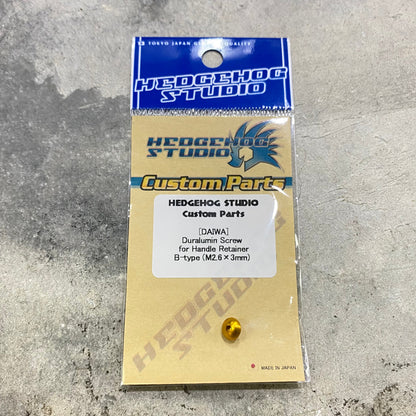 TOKYO JAPAN
HEDGEHOG
STUDIO
HEDGEHOG
STUDIO
Custom Parts
HEDGEHOG STUDIO
Custom Parts
[DAIWA]
Duralumin Screw
for Handle Retainer
B-type (M2.6×3mm)
HEDGEHOG
STUDIO
MADE IN JAPAN